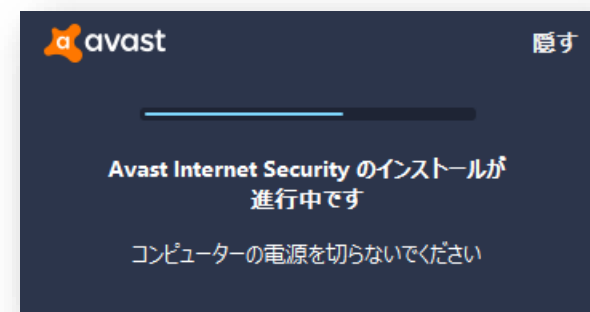 avast
隠す
Avast Internet Security のインストールが
進行中です
コンピューターの電源を切らないでください